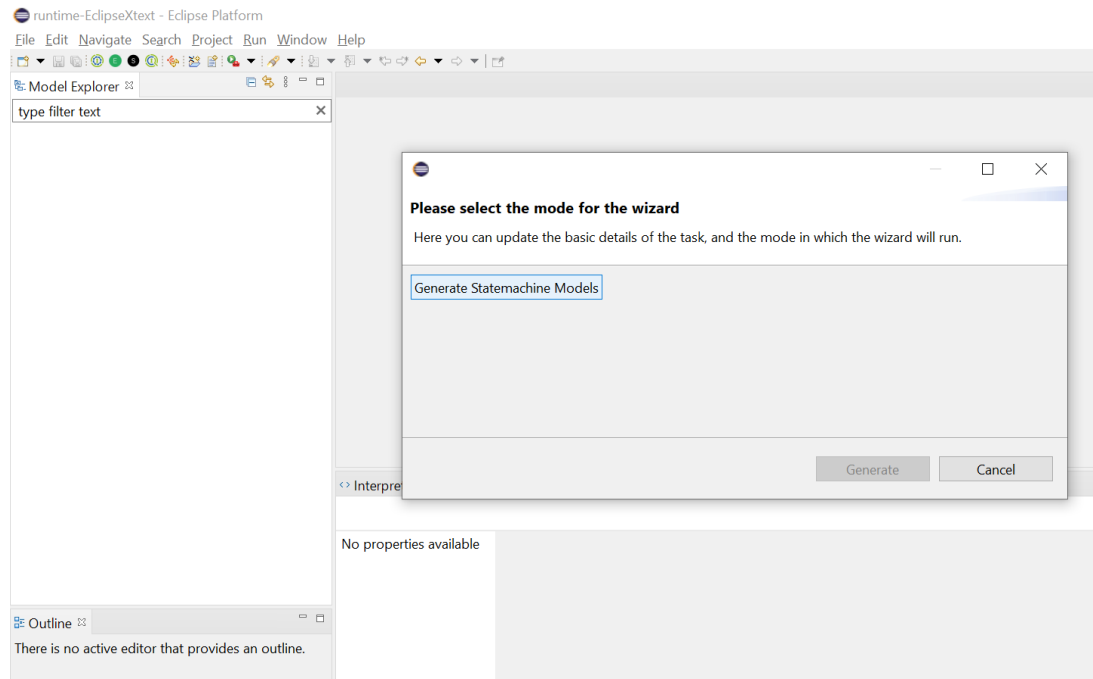 runtime-EclipseXtext - Eclipse Platform
File Edit Navigate Search Project Run Window Help
Model Explorer
type filter text
Please select the mode for the wizard
Here you can update the basic details of the task, and the mode in which the wizard will run.
Generate Statemachine Models
Generate Cancel
Interpre
No properties available
Outline
There is no active editor that provides an outline.